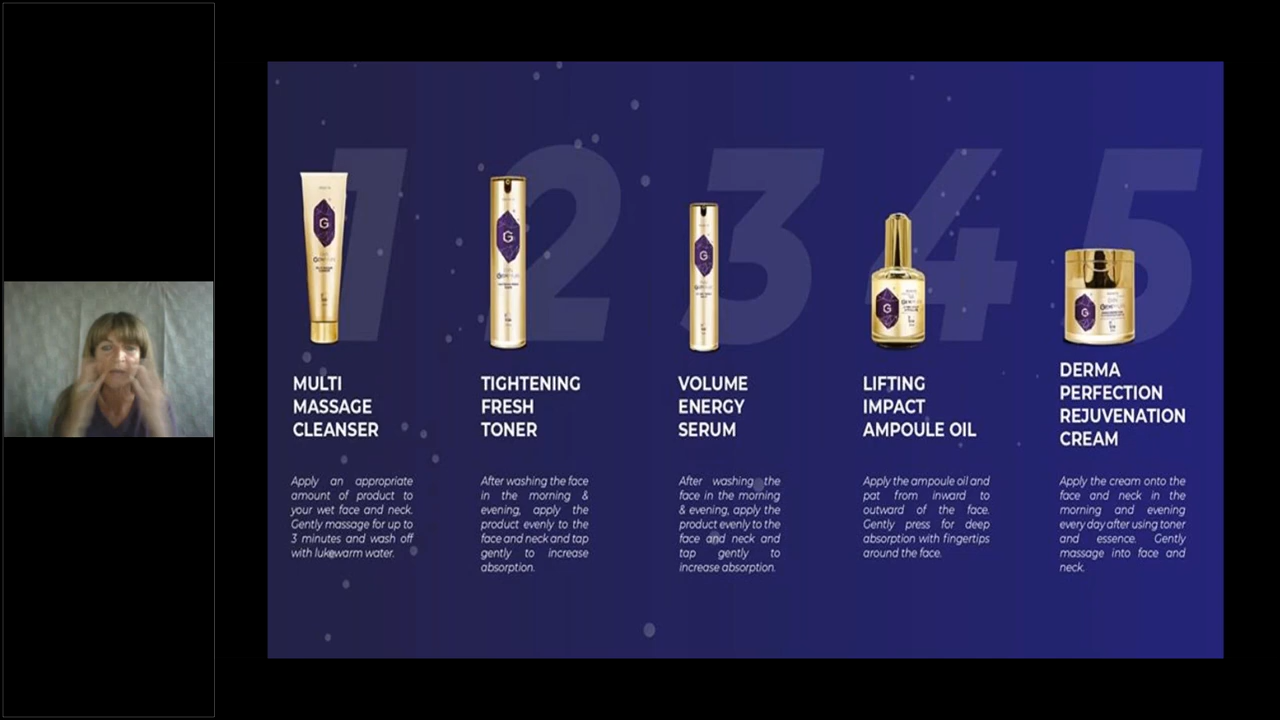 1 2 3 4 5
G
G
G
G
G
MULTI
MASSAGE
CLEANSER
Apply an appropriate
amount of product to
your wet face and neck.
Gently massage for up to
3 minutes and wash off
with lukewarm water.
TIGHTENING
FRESH
TONER
After washing the face
in the morning &
evening, apply the
product evenly to the
face and neck and tap
gently to increase
absorption.
VOLUME
ENERGY
SERUM
After washing the
face in the morning
& evening, apply the
product evenly to the
face and neck and
tap gently to
increase absorption.
LIFTING
IMPACT
AMPOULE OIL
Apply the ampoule oil and
pat from inward to
outward of the face.
Gently press for deep
absorption with fingertips
around the face.
DERMA
PERFECTION
REJUVENATION
CREAM
Apply the cream onto the
face and neck in the
morning and evening
every day after using toner
and essence. Gently
massage into face and
neck.